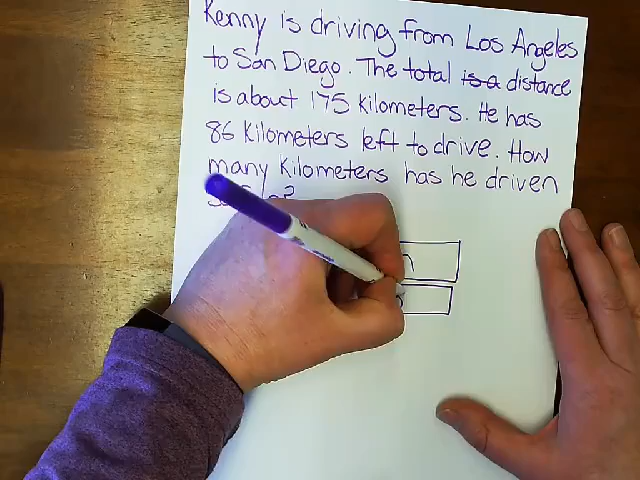 Kenny is driving from Los Angeles
to San Diego. The total is a distance
is about 175 kilometers. He has
86 kilometers left to drive. How
many kilometers has he driven